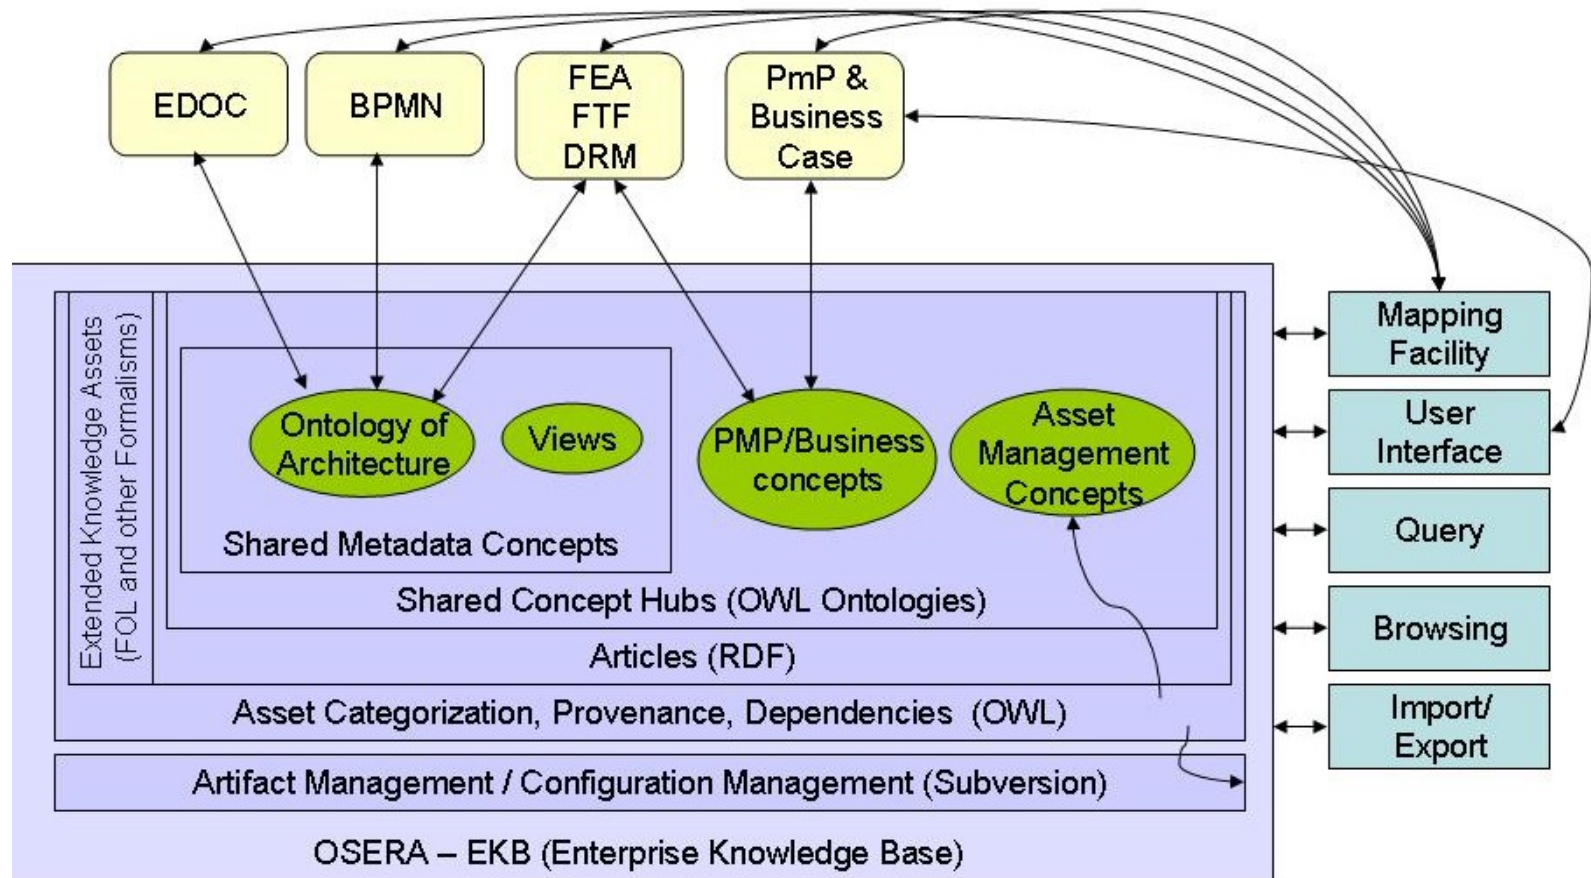 EDOC
BPMN
FEA
FTF
DRM
PmP &
Business
Case
Extended Knowledge Assets
(FOL and other Formalisms)
Ontology of
Architecture
Views
PMP/Business
concepts
Asset
Management
Concepts
Shared Metadata Concepts
Shared Concept Hubs (OWL Ontologies)
Articles (RDF)
Asset Categorization, Provenance, Dependencies (OWL)
Artifact Management / Configuration Management (Subversion)
OSERA – EKB (Enterprise Knowledge Base)
Mapping
Facility
User
Interface
Query
Browsing
Import/
Export